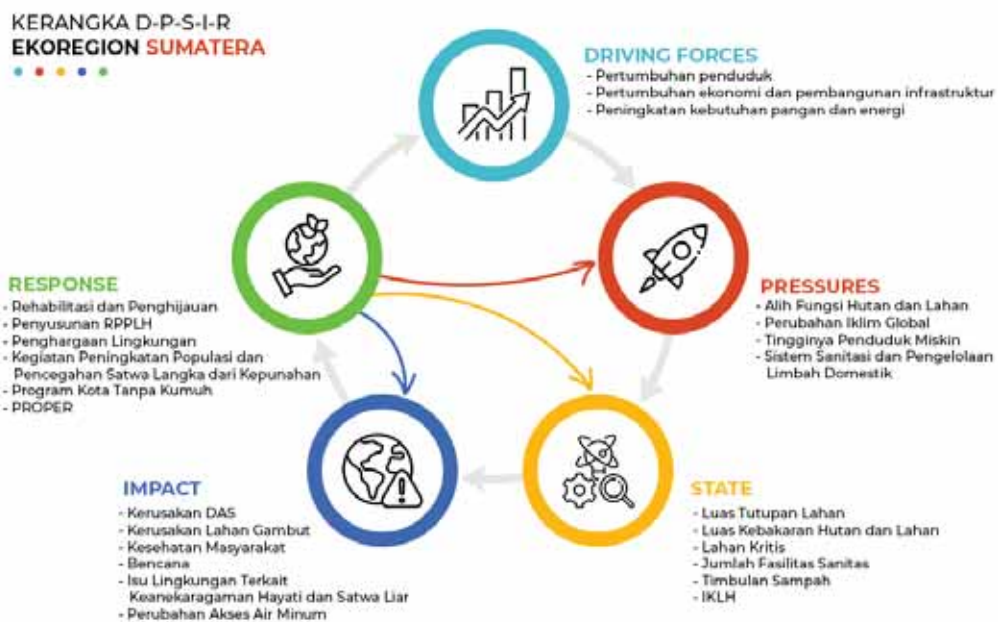 KERANGKA D-P-S-I-R
EKOREGION SUMATERA
DRIVING FORCES
- Pertumbuhan penduduk
- Pertumbuhan ekonomi dan pembangunan infrastruktur
- Peningkatan kebutuhan pangan dan energi
PRESSURES
- Alih Fungsi Hutan dan Lahan
- Perubahan Iklim Global
- Tingginya Penduduk Miskin
- Sistem Sanitasi dan Pengelolaan
Limbah Domestik
STATE
- Luas Tutupan Lahan
- Luas Kebakaran Hutan dan Lahan
- Lahan Kritis
- Jumlah Fasilitas Sanitas
- Timbulan Sampah
- IKLH
IMPACT
- Kerusakan DAS
- Kerusakan Lahan Gambut
- Kesehatan Masyarakat
- Bencana
- Isu Lingkungan Terkait
Keanekaragaman Hayati dan Satwa Liar
- Perubahan Akses Air Minum
RESPONSE
- Rehabilitasi dan Penghijauan
- Penyusunan RPPLH
- Penghargaan Lingkungan
- Kegiatan Peningkatan Populasi dan
Pencegahan Satwa Langka dari Kepunahan
- Program Kota Tanpa Kumuh
- PROPER